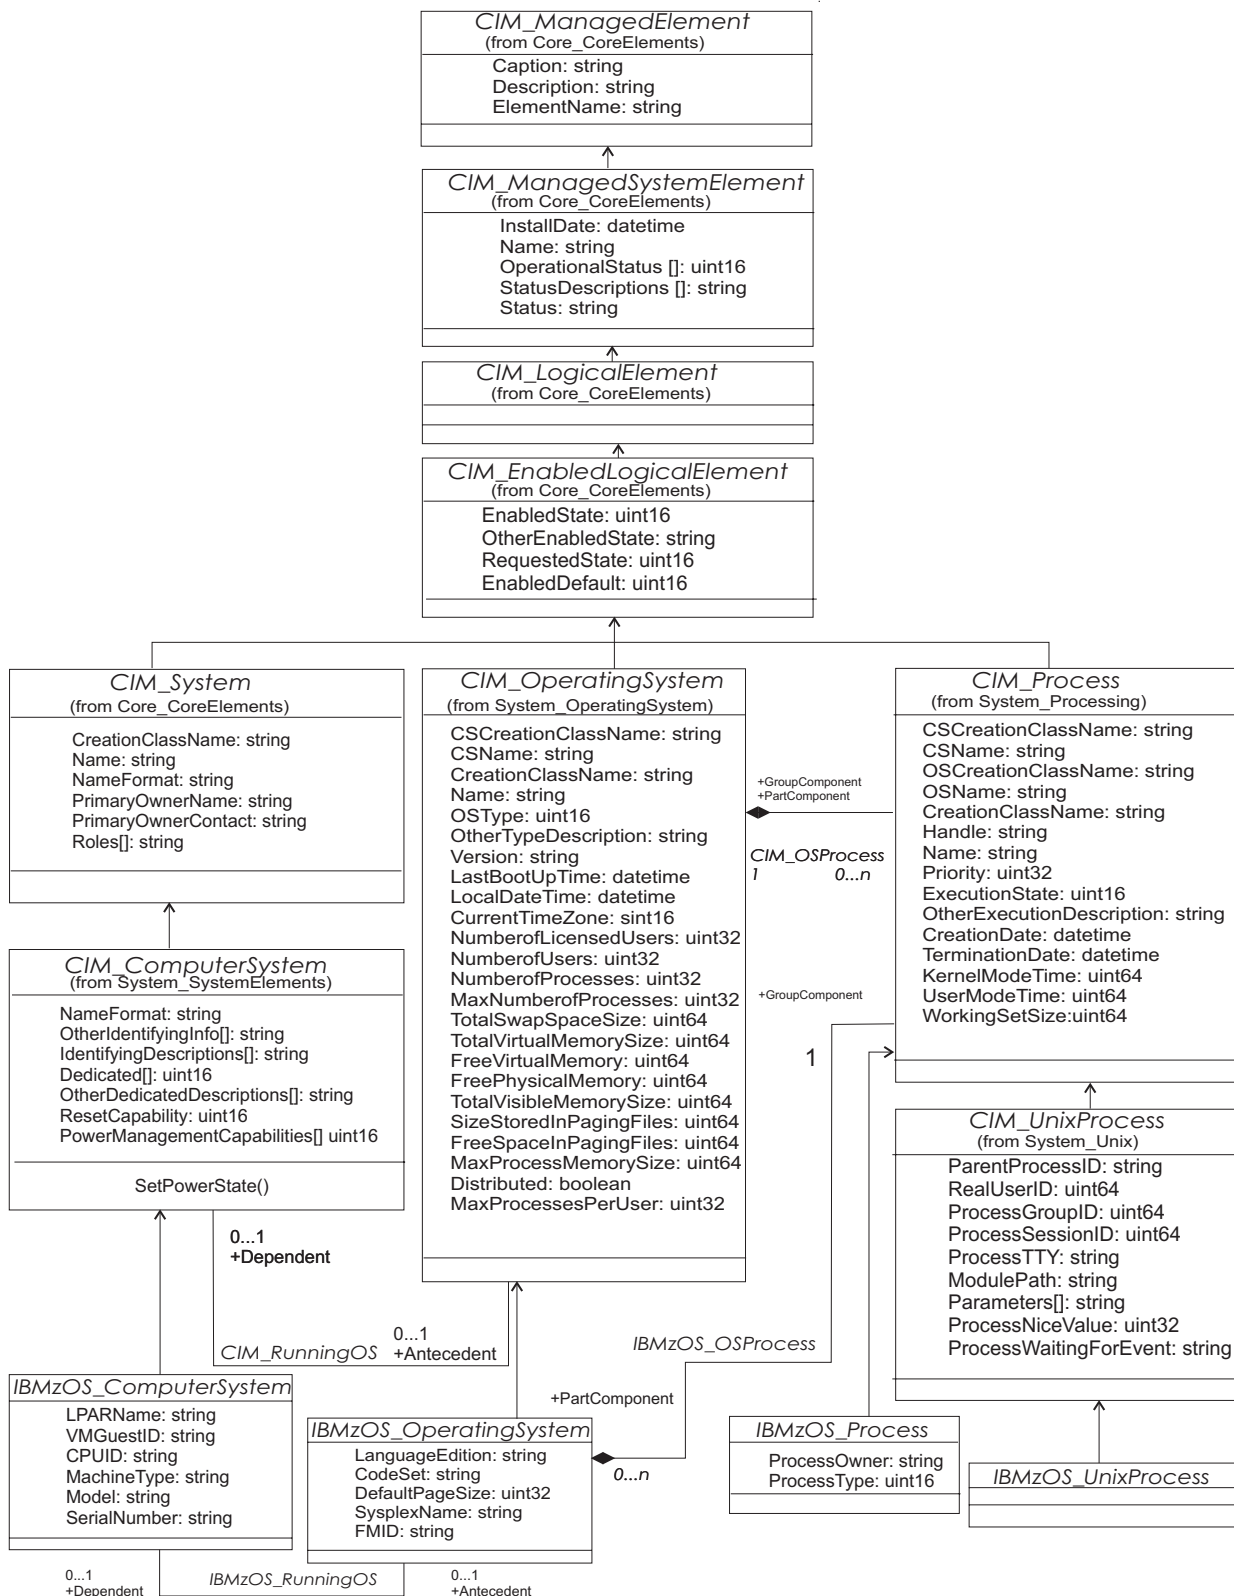 CIM_ManagedElement
(from Core_CoreElements)
Caption: string
Description: string
ElementName: string
CIM_ManagedSystemElement
(from Core_CoreElements)
InstallDate: datetime
Name: string
OperationalStatus []: uint16
StatusDescriptions []: string
Status: string
CIM_LogicalElement
(from Core_CoreElements)
CIM_EnabledLogicalElement
(from Core_CoreElements)
EnabledState: uint16
OtherEnabledState: string
RequestedState: uint16
EnabledDefault: uint16
CIM_System
(from Core_CoreElements)
CreationClassName: string
Name: string
NameFormat: string
PrimaryOwnerName: string
PrimaryOwnerContact: string
Roles[]: string
CIM_ComputerSystem
(from System_SystemElements)
NameFormat: string
OtherIdentifyingInfo[]: string
IdentifyingDescriptions[]: string
Dedicated[]: uint16
OtherDedicatedDescriptions[]: string
ResetCapability: uint16
PowerManagementCapabilities[] uint16
SetPowerState()
0...1
+Dependent
CIM_RunningOS
0...1
+Antecedent
CIM_OperatingSystem
(from System_OperatingSystem)
CSCreationClassName: string
CSName: string
CreationClassName: string
Name: string
OSType: uint16
OtherTypeDescription: string
Version: string
LastBootUpTime: datetime
LocalDateTime: datetime
CurrentTimeZone: sint16
NumberofLicensedUsers: uint32
NumberofUsers: uint32
NumberofProcesses: uint32
MaxNumberofProcesses: uint32
TotalSwapSpaceSize: uint64
TotalVirtualMemorySize: uint64
FreeVirtualMemory: uint64
FreePhysicalMemory: uint64
TotalVisibleMemorySize: uint64
SizeStoredInPagingFiles: uint64
FreeSpaceInPagingFiles: uint64
MaxProcessMemorySize: uint64
Distributed: boolean
MaxProcessesPerUser: uint32
+GroupComponent
+PartComponent
CIM_OSProcess
1 0...n
+GroupComponent
1
CIM_Process
(from System_Processing)
CSCreationClassName: string
CSName: string
OSCreationClassName: string
OSName: string
CreationClassName: string
Handle: string
Name: string
Priority: uint32
ExecutionState: uint16
OtherExecutionDescription: string
CreationDate: datetime
TerminationDate: datetime
KernelModeTime: uint64
UserModeTime: uint64
WorkingSetSize:uint64
CIM_UnixProcess
(from System_Unix)
ParentProcessID: string
RealUserID: uint64
ProcessGroupID: uint64
ProcessSessionID: uint64
ProcessTTY: string
ModulePath: string
Parameters[]: string
ProcessNiceValue: uint32
ProcessWaitingForEvent: string
IBMzOS_OSProcess
+PartComponent
0...n
IBMzOS_ComputerSystem
LPARName: string
VMGuestID: string
CPUID: string
MachineType: string
Model: string
SerialNumber: string
IBMzOS_OperatingSystem
LanguageEdition: string
CodeSet: string
DefaultPageSize: uint32
SysplexName: string
FMID: string
IBMzOS_Process
ProcessOwner: string
ProcessType: uint16
IBMzOS_UnixProcess
0...1
+Dependent
IBMzOS_RunningOS
0...1
+Antecedent